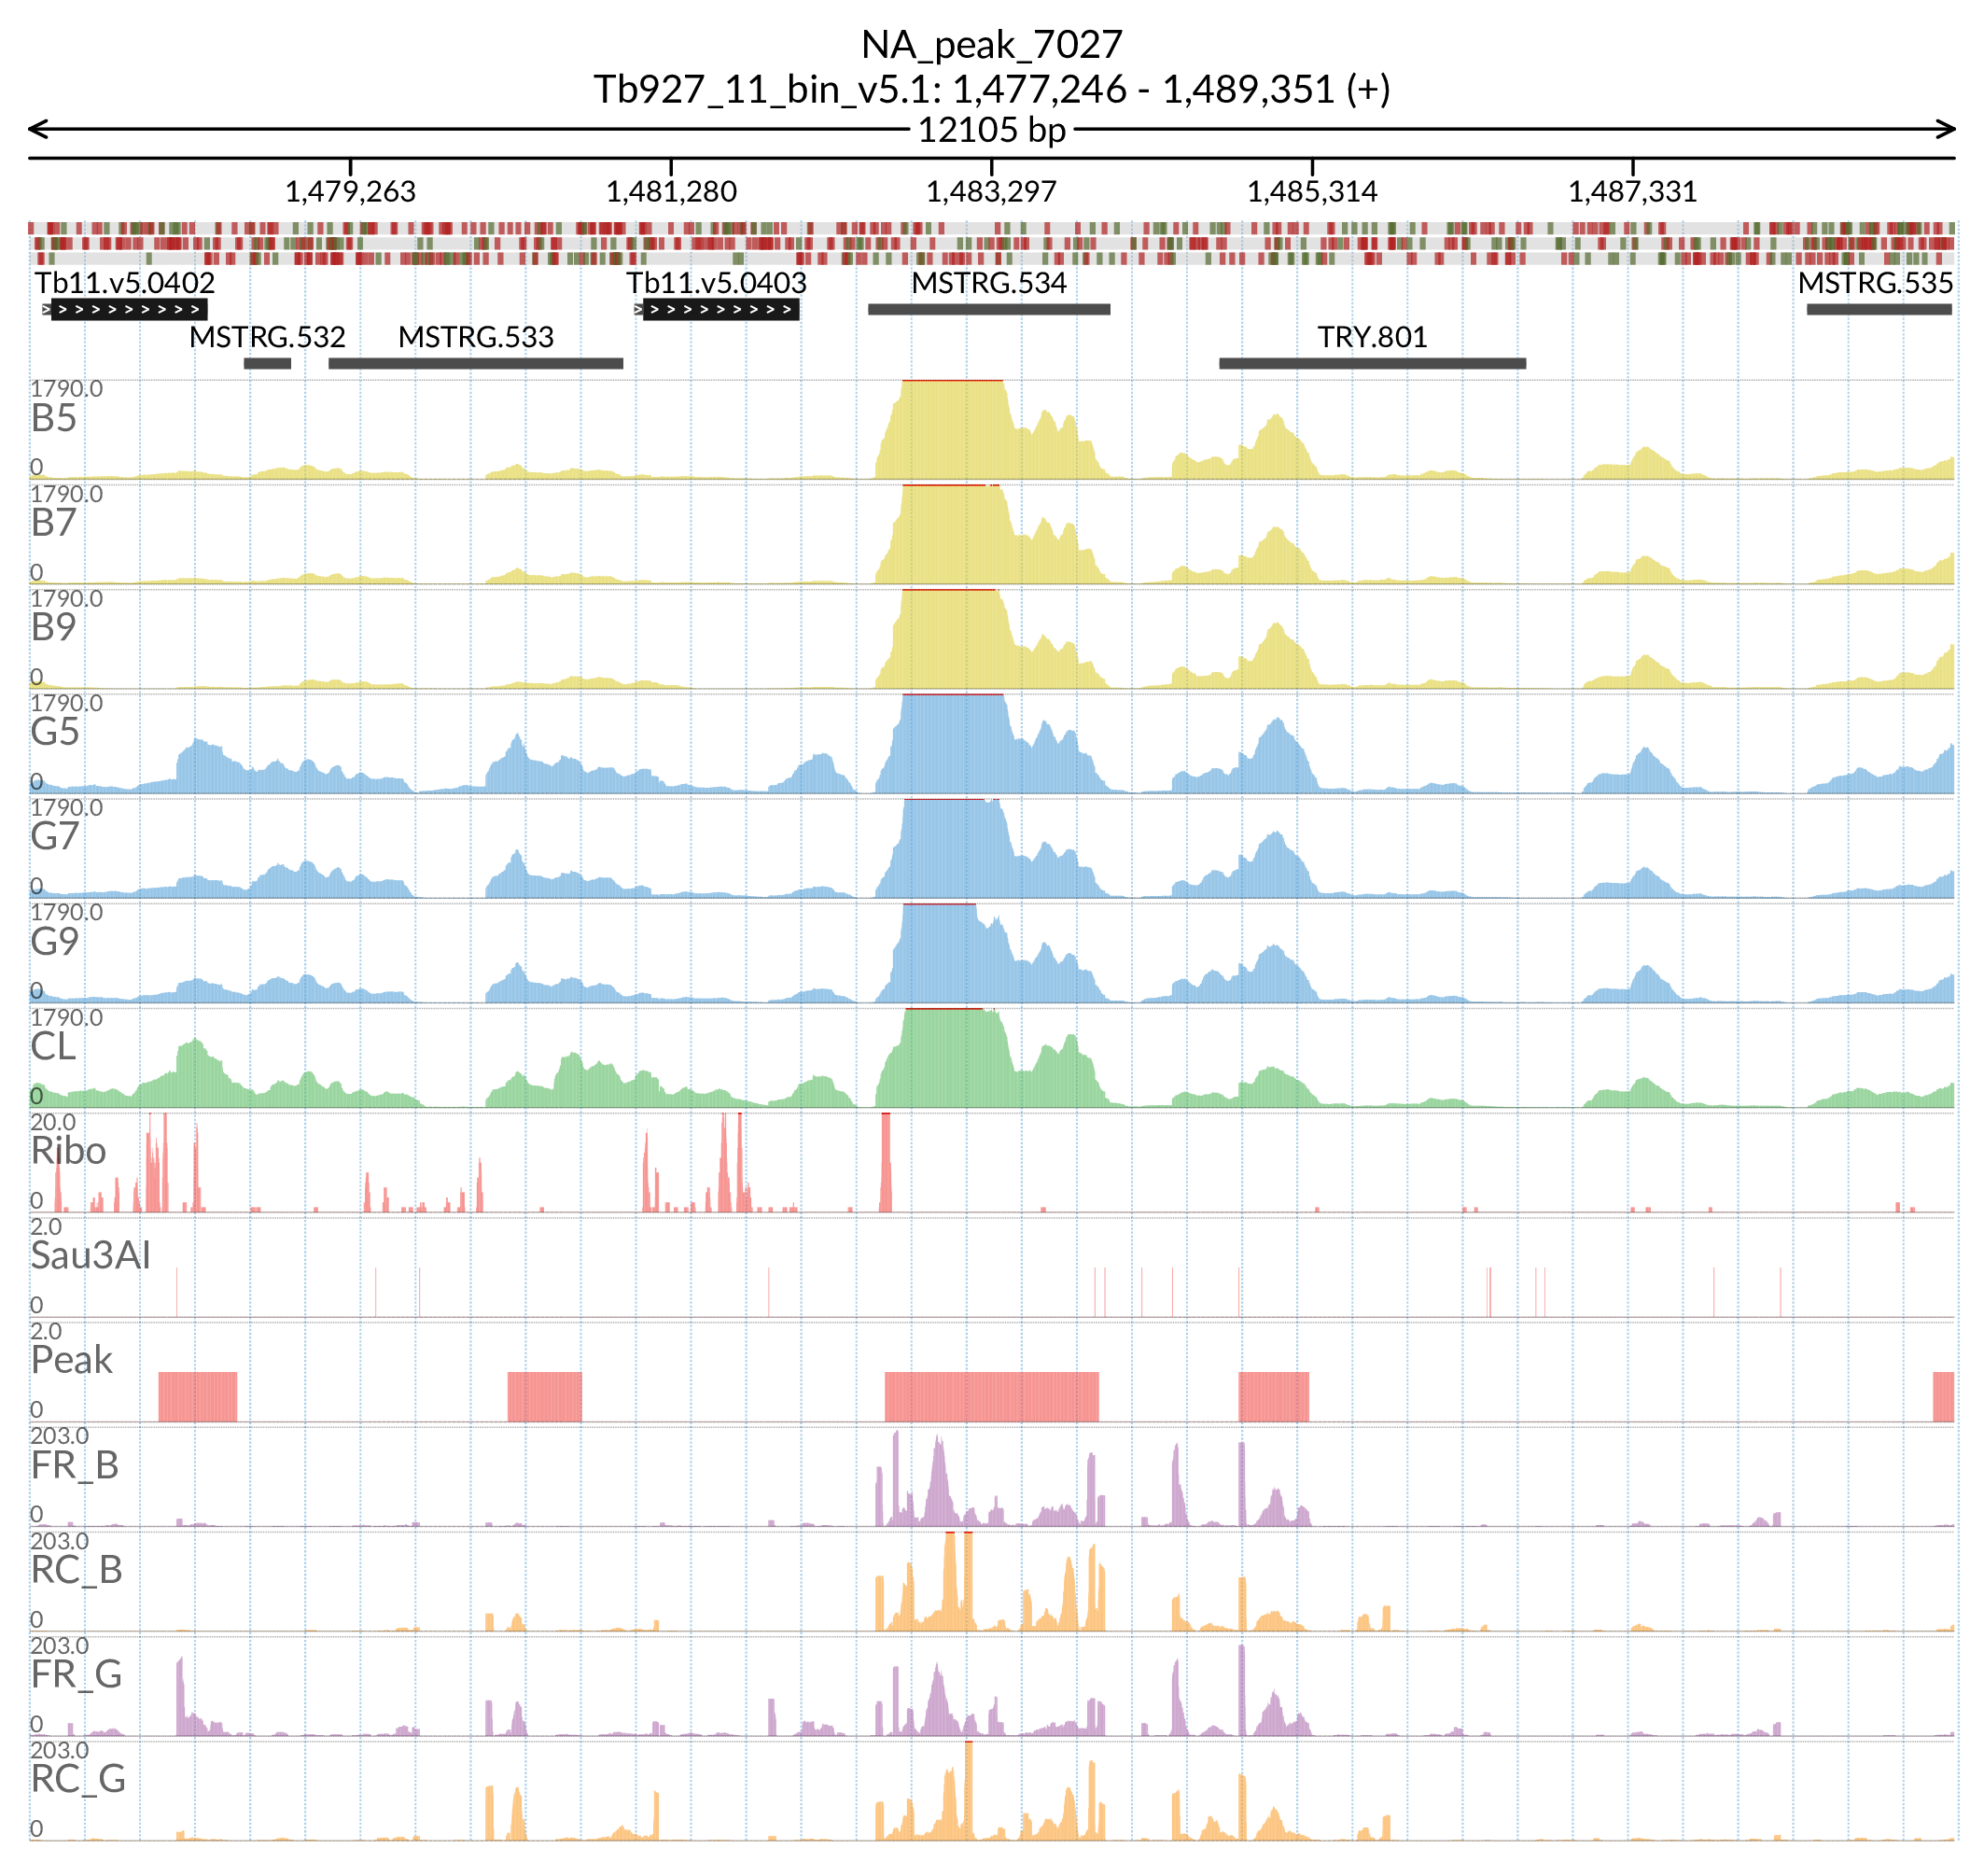 NA_peak_7027
Tb927_11_bin_v5.1: 1,477,246 - 1,489,351 (+)
12105 bp
1,479,263 1,481,280 1,483,297 1,485,314 1,487,331
Tb11.v5.0402 Tb11.v5.0403 MSTRG.534 MSTRG.535
MSTRG.532 MSTRG.533 TRY.801
1790.0
B5
0
1790.0
B7
0
1790.0
B9
0
1790.0
G5
0
1790.0
G7
0
1790.0
G9
0
1790.0
CL
0
20.0
Ribo
0
2.0
Sau3AI
0
2.0
Peak
0
203.0
FR_B
0
203.0
RC_B
0
203.0
FR_G
0
203.0
RC_G
0